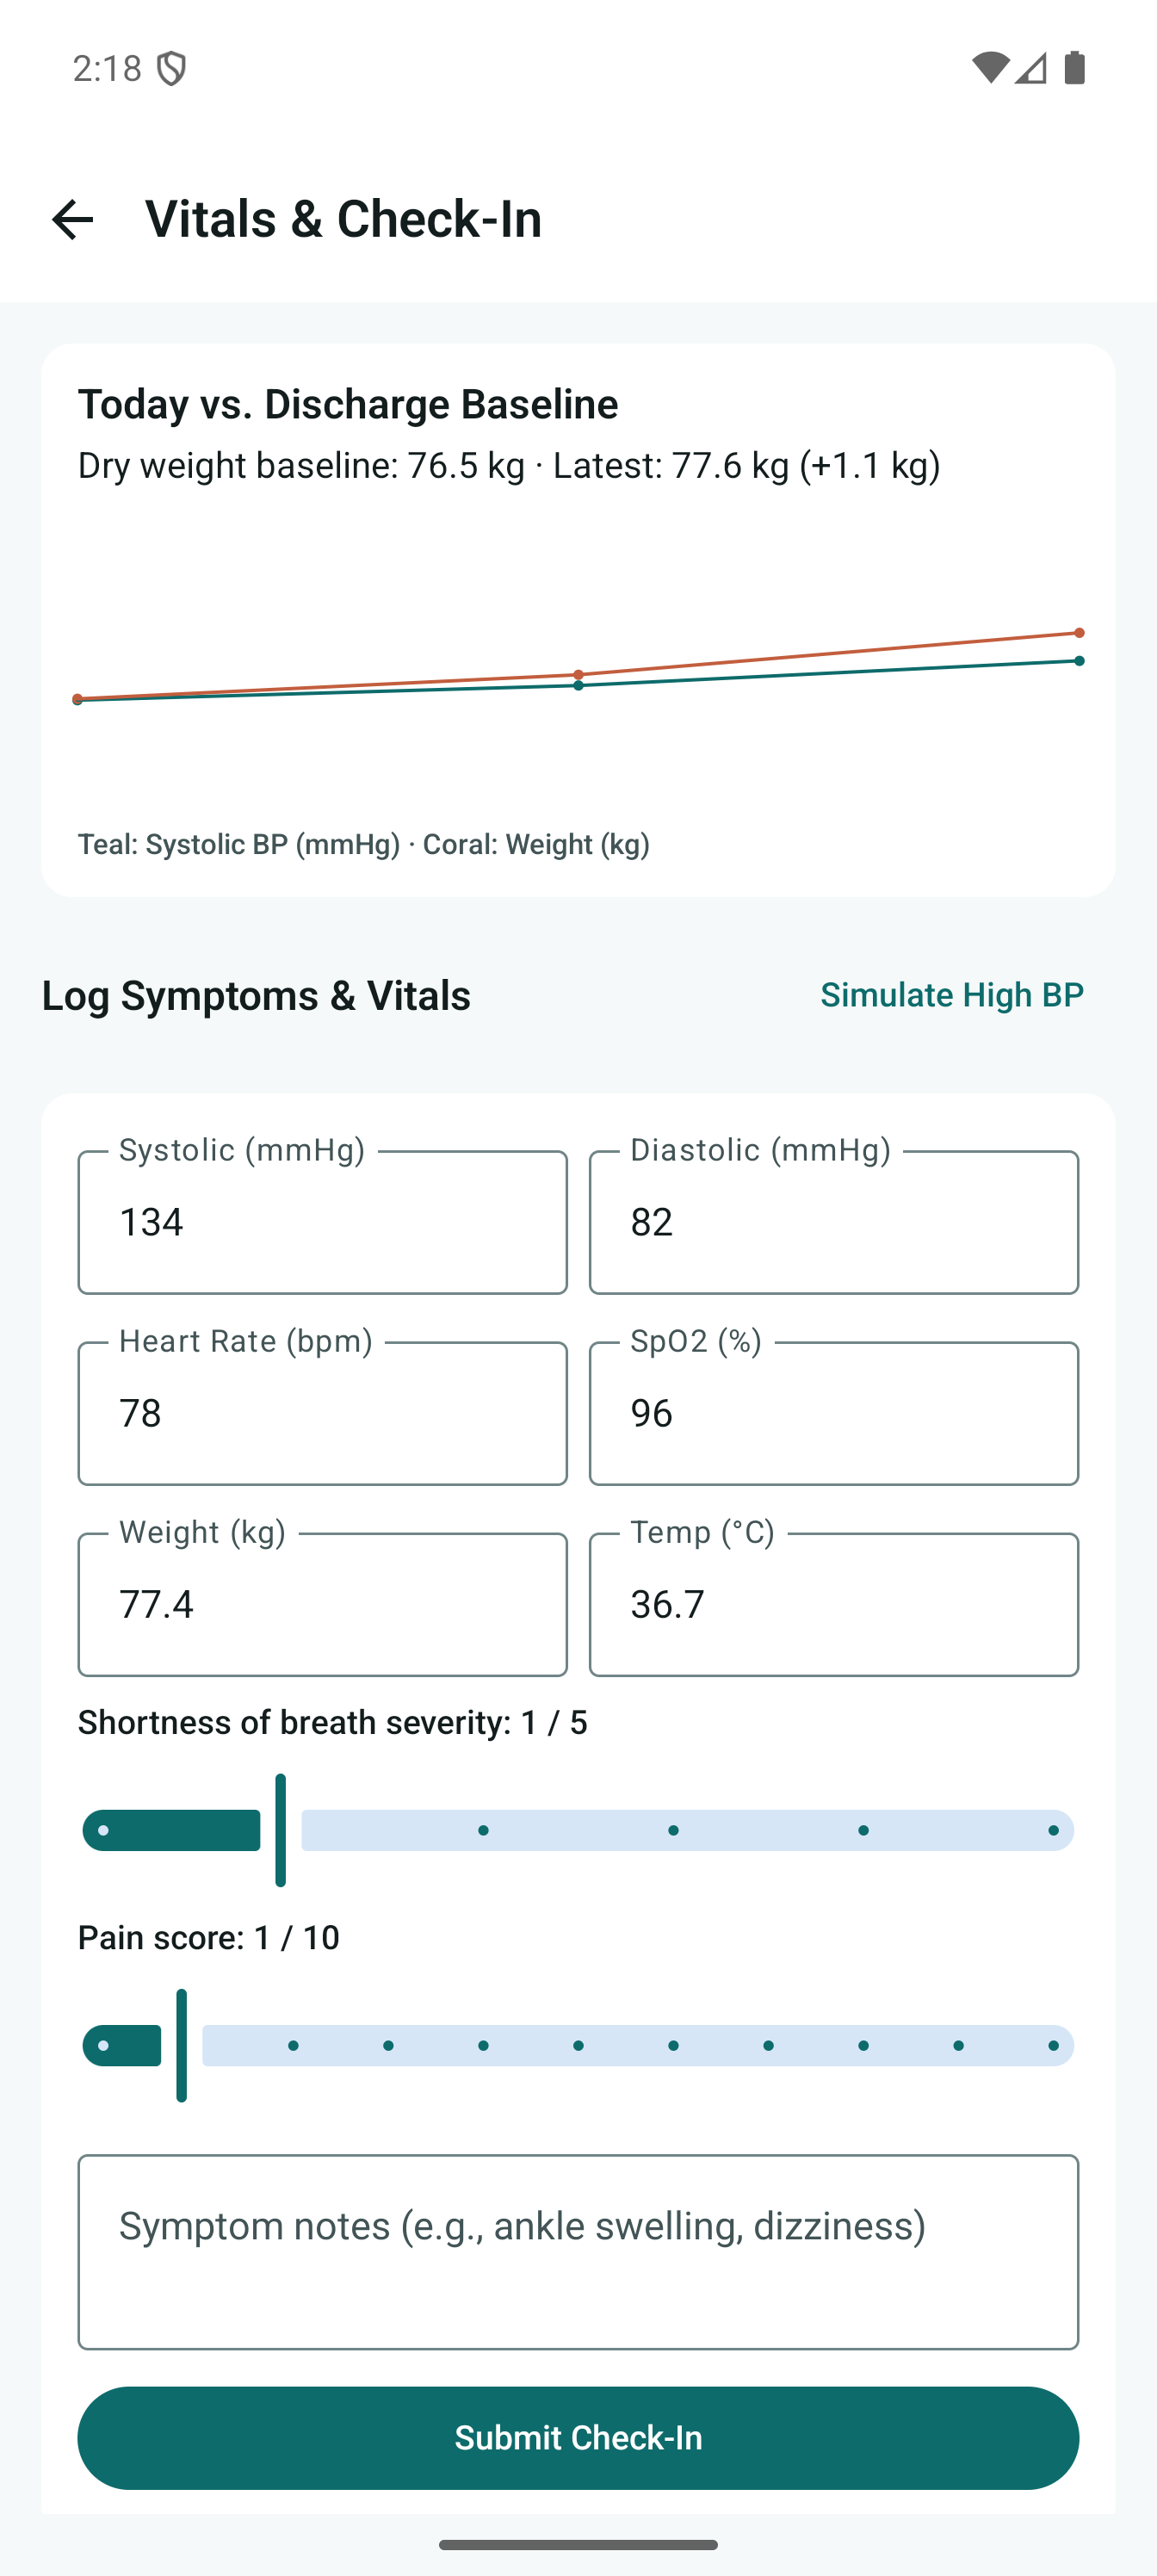 2:18
Vitals & Check-In
Today vs. Discharge Baseline
Dry weight baseline: 76.5 kg · Latest: 77.6 kg (+1.1 kg)
Teal: Systolic BP (mmHg) · Coral: Weight (kg)
Log Symptoms & Vitals
Simulate High BP
Systolic (mmHg)
134
Diastolic (mmHg)
82
Heart Rate (bpm)
78
SpO2 (%)
96
Weight (kg)
77.4
Temp (°C)
36.7
Shortness of breath severity: 1 / 5
Pain score: 1 / 10
Symptom notes (e.g., ankle swelling, dizziness)
Submit Check-In